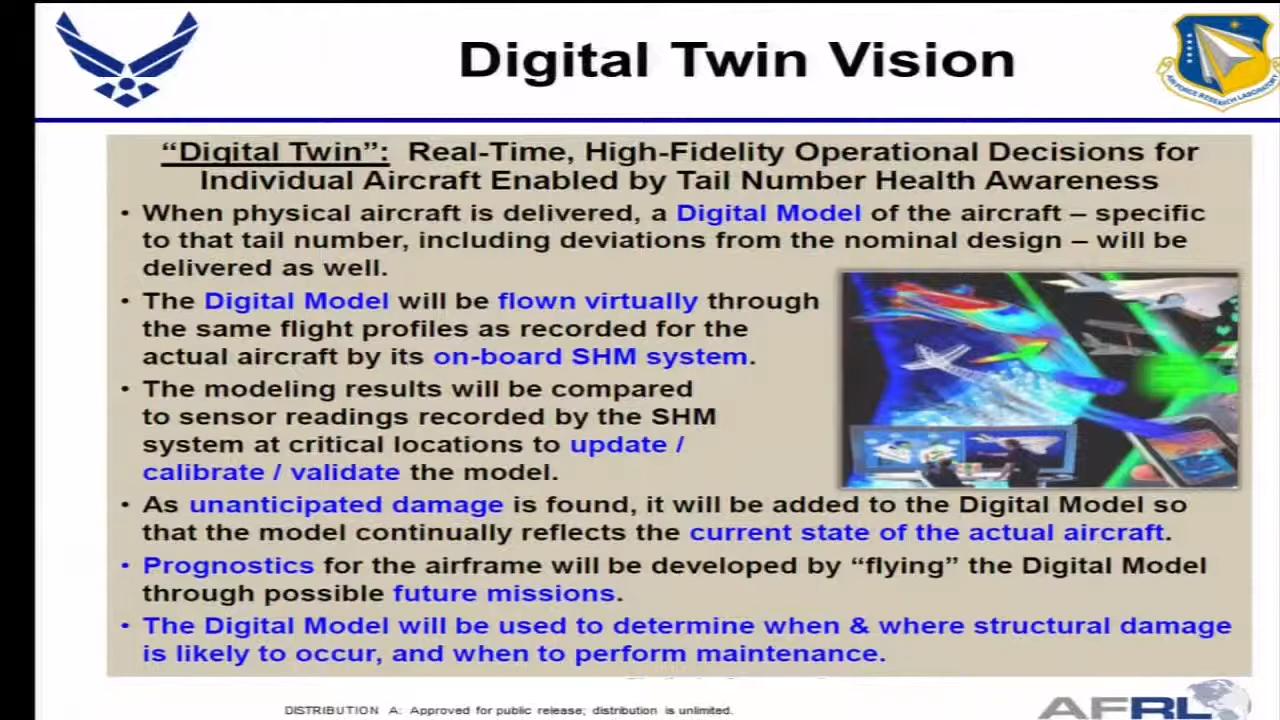 Digital Twin Vision
AIR FORCE RESEARCH LABORATORY
“Digital Twin”: Real-Time, High-Fidelity Operational Decisions for
Individual Aircraft Enabled by Tail Number Health Awareness
• When physical aircraft is delivered, a Digital Model of the aircraft – specific
to that tail number, including deviations from the nominal design – will be
delivered as well.
• The Digital Model will be flown virtually through
the same flight profiles as recorded for the
actual aircraft by its on-board SHM system.
• The modeling results will be compared
to sensor readings recorded by the SHM
system at critical locations to update /
calibrate / validate the model.
• As unanticipated damage is found, it will be added to the Digital Model so
that the model continually reflects the current state of the actual aircraft.
• Prognostics for the airframe will be developed by “flying” the Digital Model
through possible future missions.
• The Digital Model will be used to determine when & where structural damage
is likely to occur, and when to perform maintenance.
DISTRIBUTION A: Approved for public release; distribution is unlimited.
AFRL